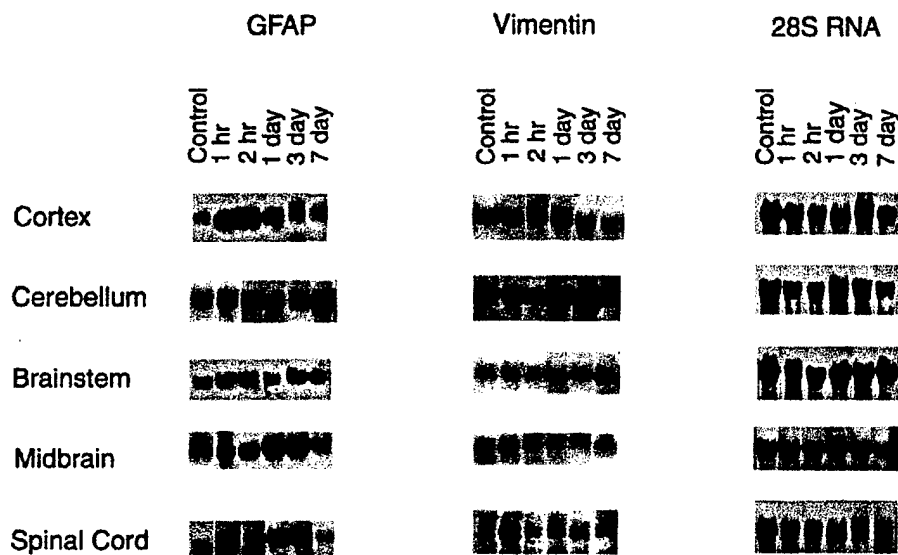 GFAP Vimentin 28S RNA
Control 1 hr 2 hr 1 day 3 day 7 day Control 1 hr 2 hr 1 day 3 day 7 day Control 1 hr 2 hr 1 day 3 day 7 day
Cortex
Cerebellum
Brainstem
Midbrain
Spinal Cord